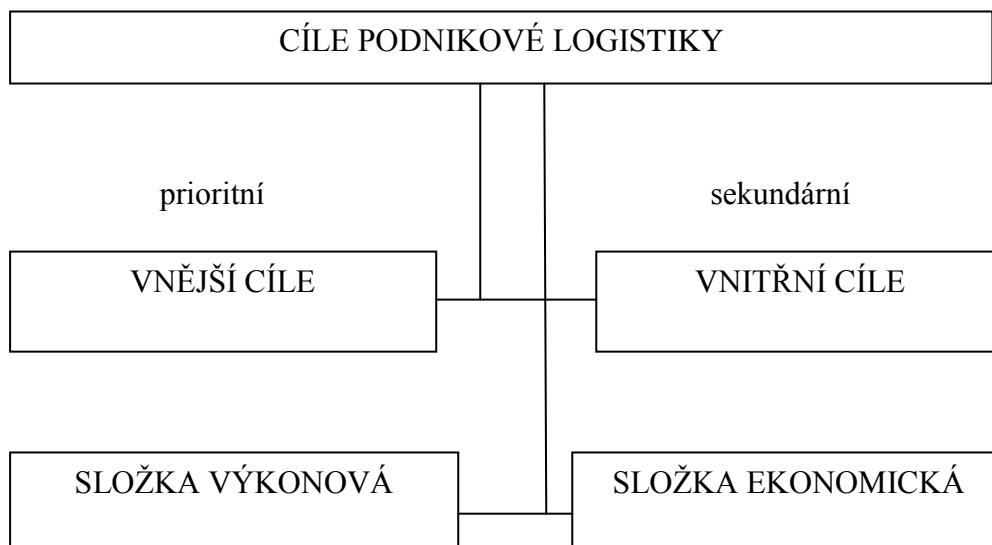 CÍLE PODNIKOVÉ LOGISTIKY
prioritní
sekundární
VNĚJŠÍ CÍLE
VNITŘNÍ CÍLE
SLOŽKA VÝKONOVÁ
SLOŽKA EKONOMICKÁ